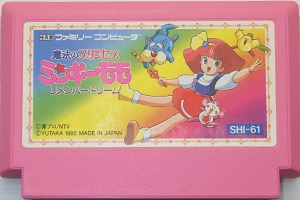 ファミリー コンピュータ
魔法のプリンセス
ミンキーモモ
リメンバードリーム
©葦プロ/NTV
©YUTAKA 1992 MADE IN JAPAN
SHI-61